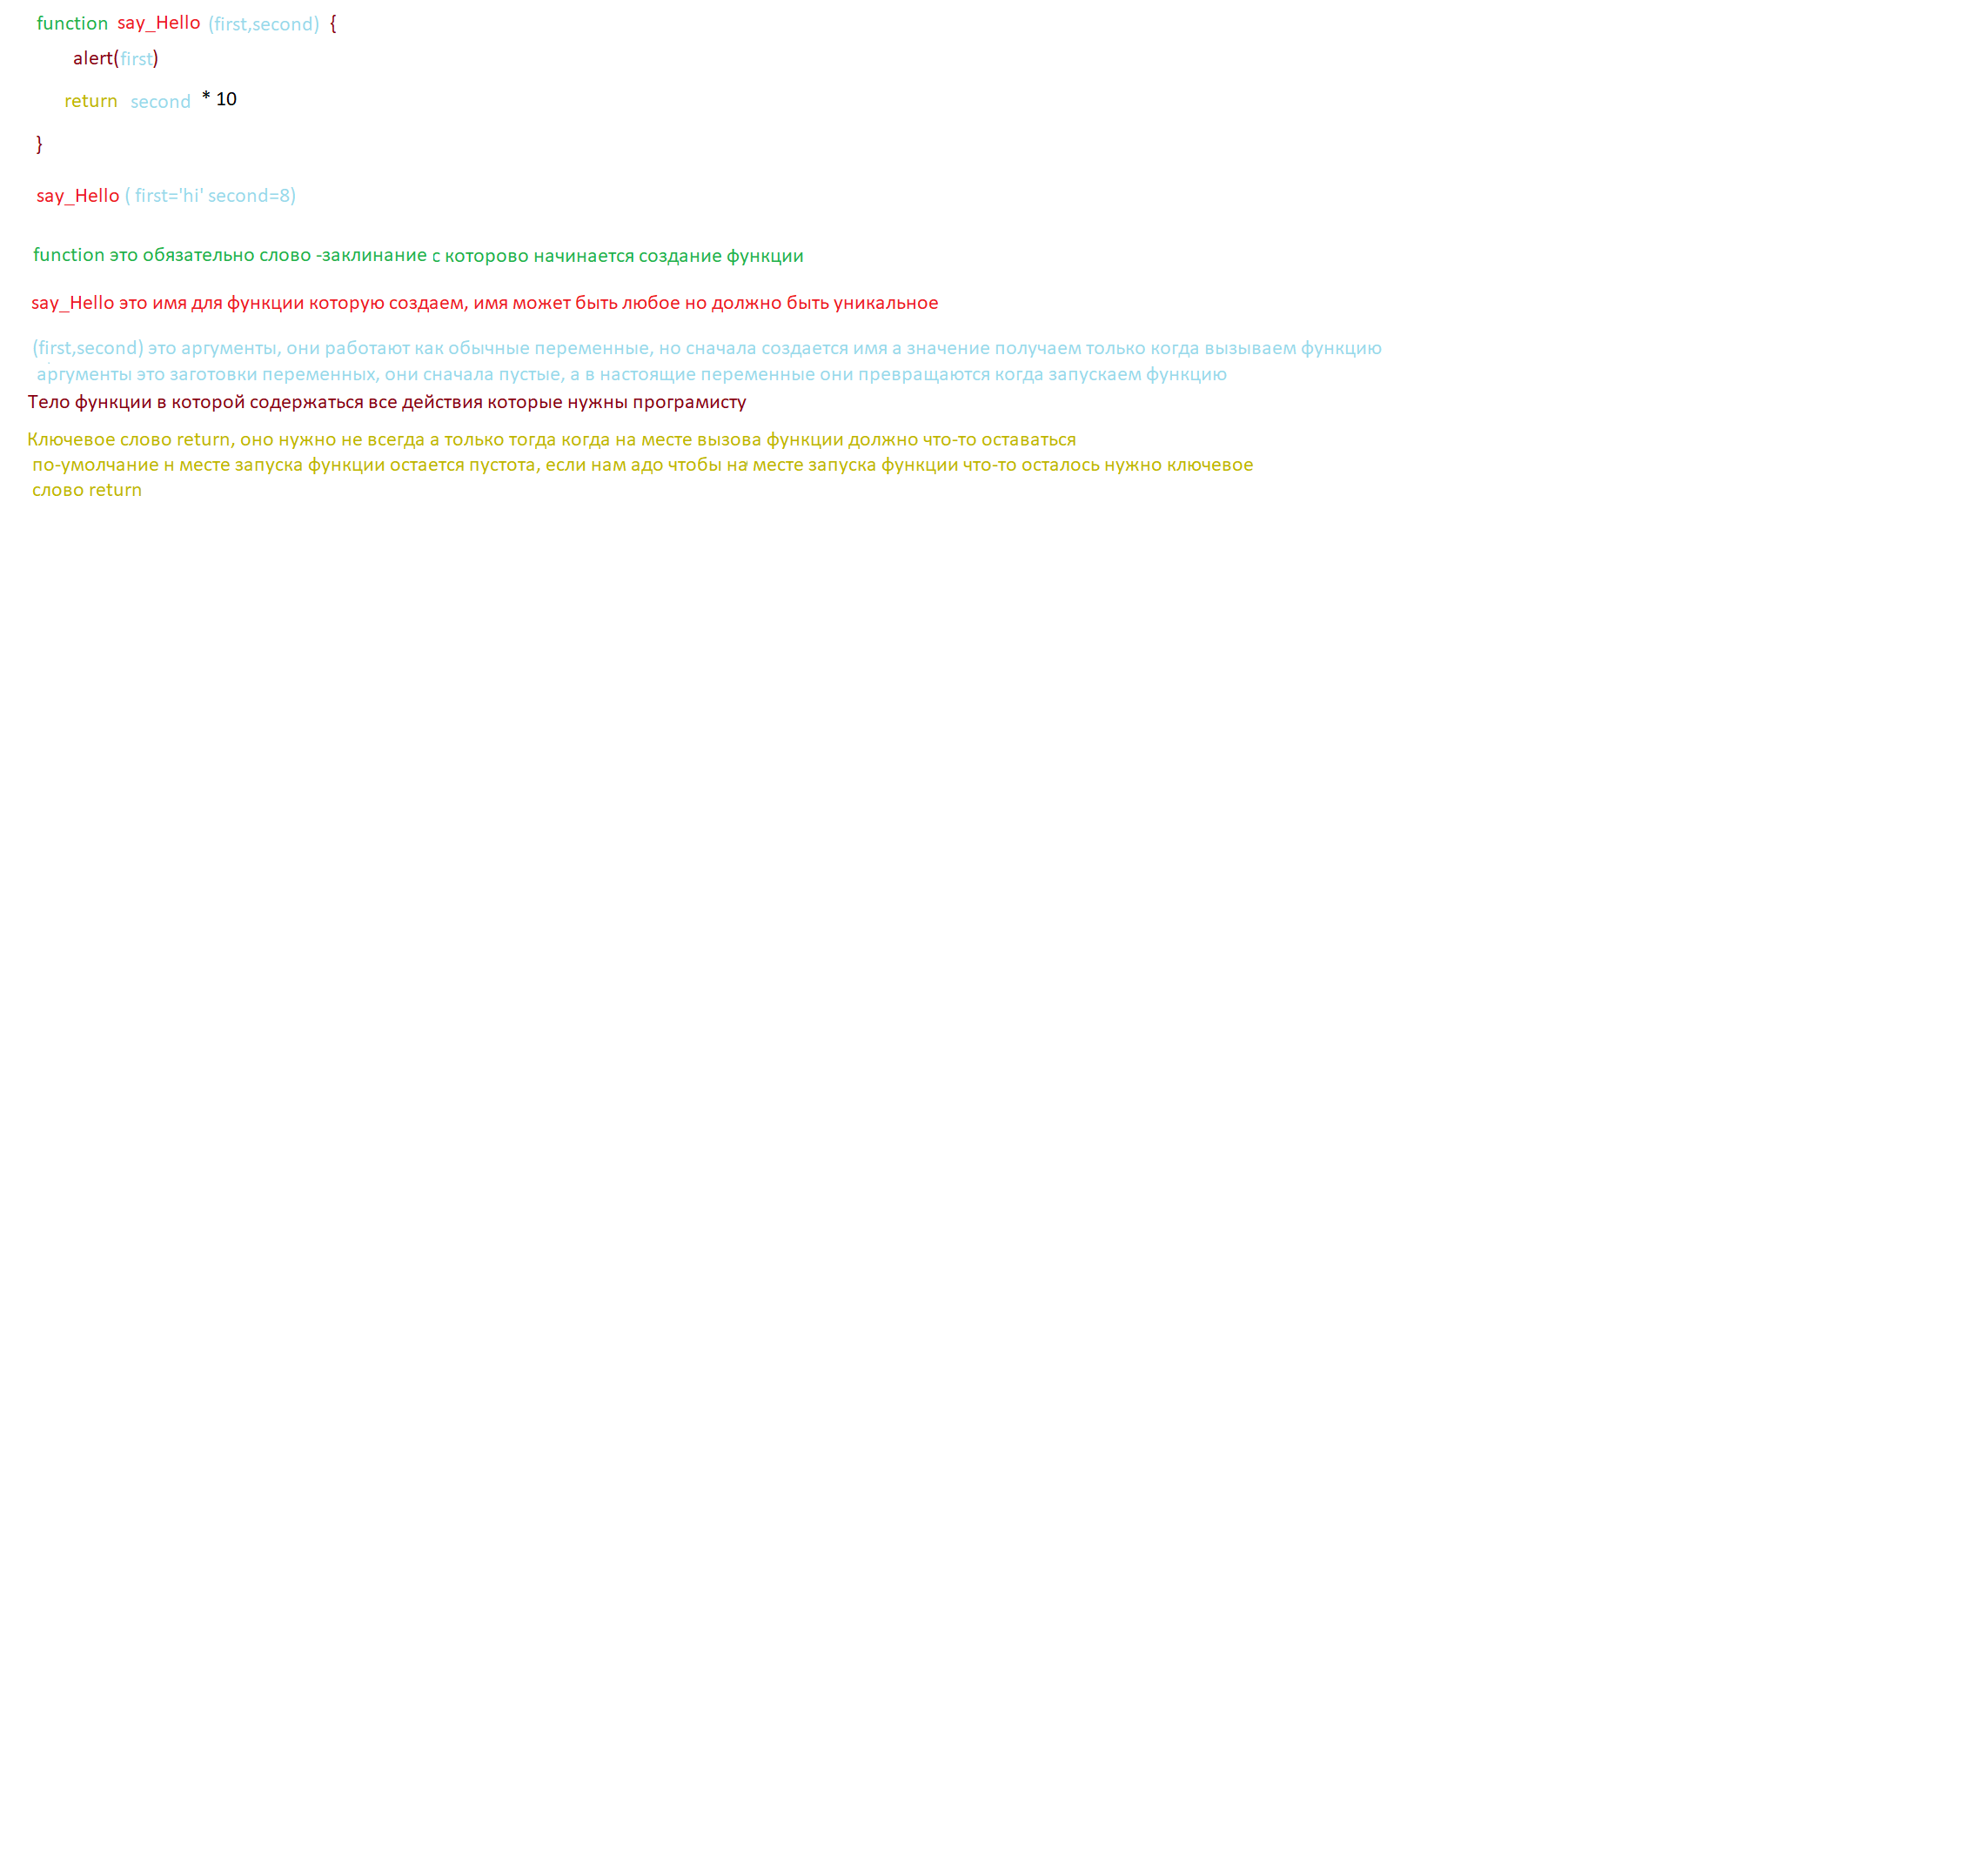 function say_Hello (first,second) {
alert(first)
return second * 10
}
say_Hello ( first='hi' second=8)
function это обязательно слово -заклинание с которово начинается создание функции
say_Hello это имя для функции которую создаем, имя может быть любое но должно быть уникальное
(first,second) это аргументы, они работают как обычные переменные, но сначала создается имя а значение получаем только когда вызываем функцию
аргументы это заготовки переменных, они сначала пустые, а в настоящие переменные они превращаются когда запускаем функцию
Тело функции в которой содержаться все действия которые нужны програмисту
Ключевое слово return, оно нужно не всегда а только тогда когда на месте вызова функции должно что-то оставаться
по-умолчание н месте запуска функции остается пустота, если нам адо чтобы на месте запуска функции что-то осталось нужно ключевое
слово return